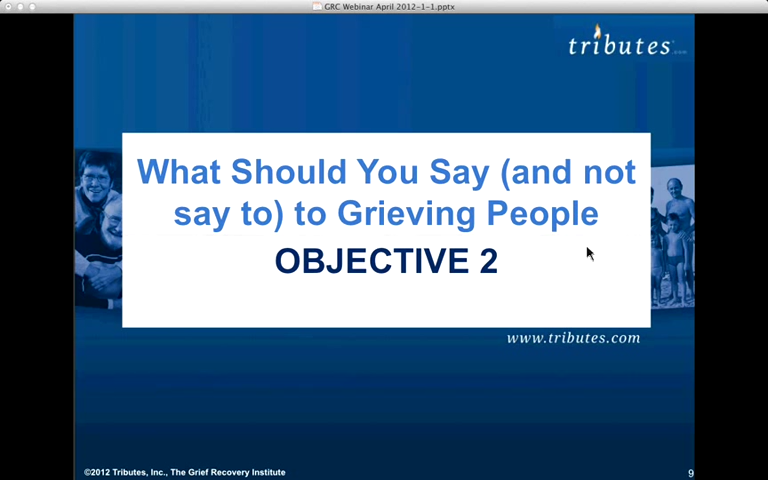 GRC Webinar April 2012-1-1.pptx
tributes.com
What Should You Say (and not
say to) to Grieving People
OBJECTIVE 2
www.tributes.com
©2012 Tributes, Inc., The Grief Recovery Institute
9